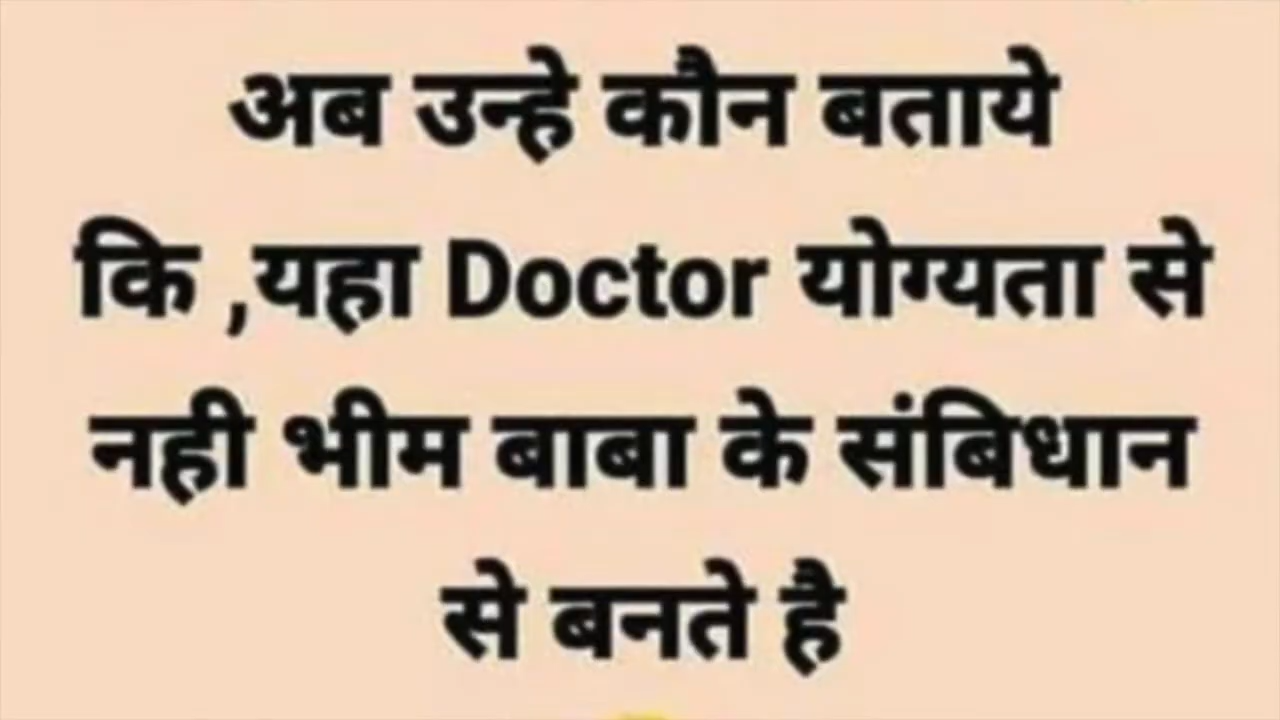 अब उन्हे कौन बताये
कि ,यहा Doctor योग्यता से
नही भीम बाबा के संबिधान
से बनते है